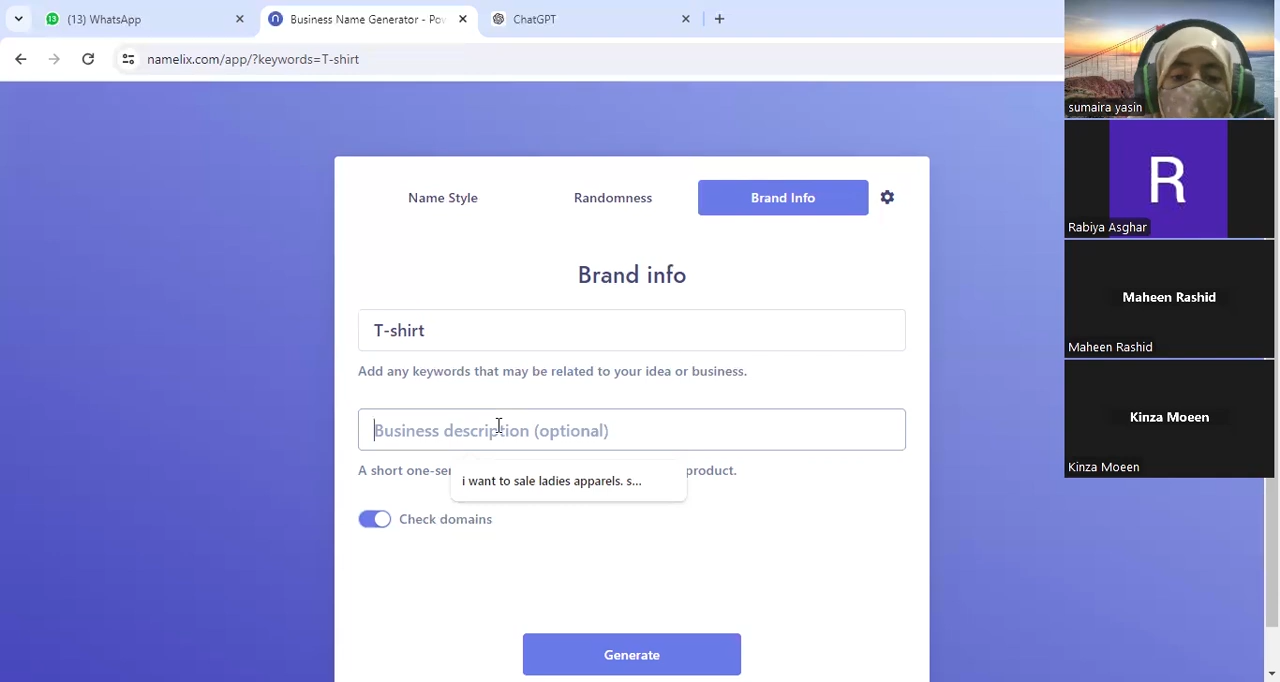 (13) WhatsApp
Business Name Generator - Pow
ChatGPT
namelix.com/app/?keywords=T-shirt
Name Style
Randomness
Brand Info
Brand info
T-shirt
Add any keywords that may be related to your idea or business.
Business description (optional)
A short one-sen product.
i want to sale ladies apparels. s...
Check domains
Generate
sumaira yasin
R
Rabiya Asghar
Maheen Rashid
Maheen Rashid
Kinza Moeen
Kinza Moeen